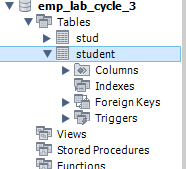 emp_lab_cycle_3
Tables
stud
student
Columns
Indexes
Foreign Keys
Triggers
Views
Stored Procedures
Functions